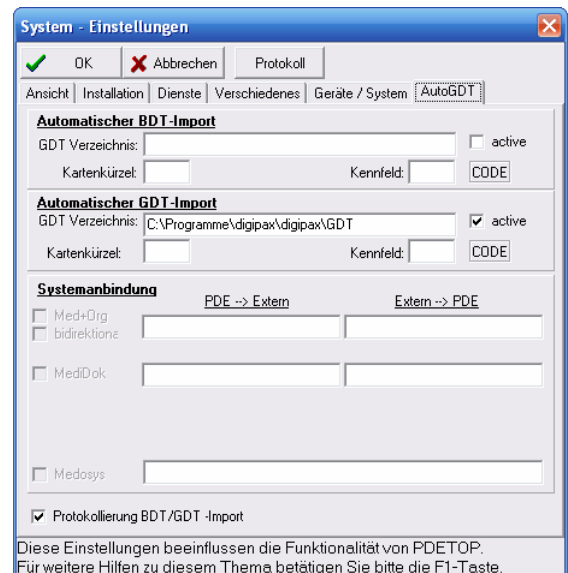 System - Einstellungen
OK Abbrechen Protokoll
Ansicht Installation Dienste Verschiedenes Geräte / System AutoGDT
Automatischer BDT-Import
GDT Verzeichnis: active
Kartenkürzel: Kennfeld: CODE
Automatischer GDT-Import
GDT Verzeichnis: C:\Programme\digipax\digipax\GDT active
Kartenkürzel: Kennfeld: CODE
Systemanbindung
PDE --> Extern Extern --> PDE
Med+Org
bidirektiona
MediDok
Medosys
Protokollierung BDT/GDT -Import
Diese Einstellungen beeinflussen die Funktionalität von PDETOP.
Für weitere Hilfen zu diesem Thema betätigen Sie bitte die F1-Taste.